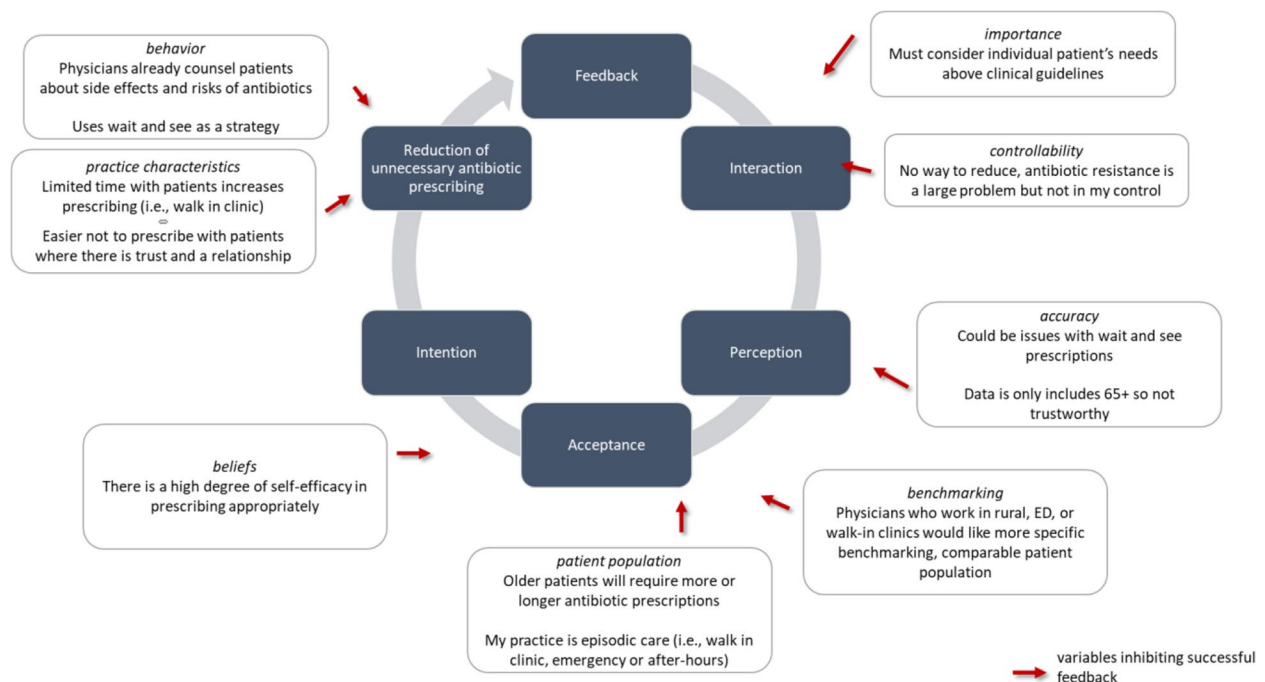 behavior
Physicians already counsel patients
about side effects and risks of antibiotics
Uses wait and see as a strategy
practice characteristics
Limited time with patients increases
prescribing (i.e., walk in clinic)
Easier not to prescribe with patients
where there is trust and a relationship
Feedback
Reduction of
unnecessary antibiotic
prescribing
Interaction
importance
Must consider individual patient's needs
above clinical guidelines
controllability
No way to reduce, antibiotic resistance is
a large problem but not in my control
Intention
Perception
Acceptance
accuracy
Could be issues with wait and see
prescriptions
Data is only includes 65+ so not
trustworthy
beliefs
There is a high degree of self-efficacy in
prescribing appropriately
benchmarking
Physicians who work in rural, ED, or
walk-in clinics would like more specific
benchmarking, comparable patient
population
patient population
Older patients will require more or
longer antibiotic prescriptions
My practice is episodic care (i.e., walk in
clinic, emergency or after-hours)
variables inhibiting successful
feedback